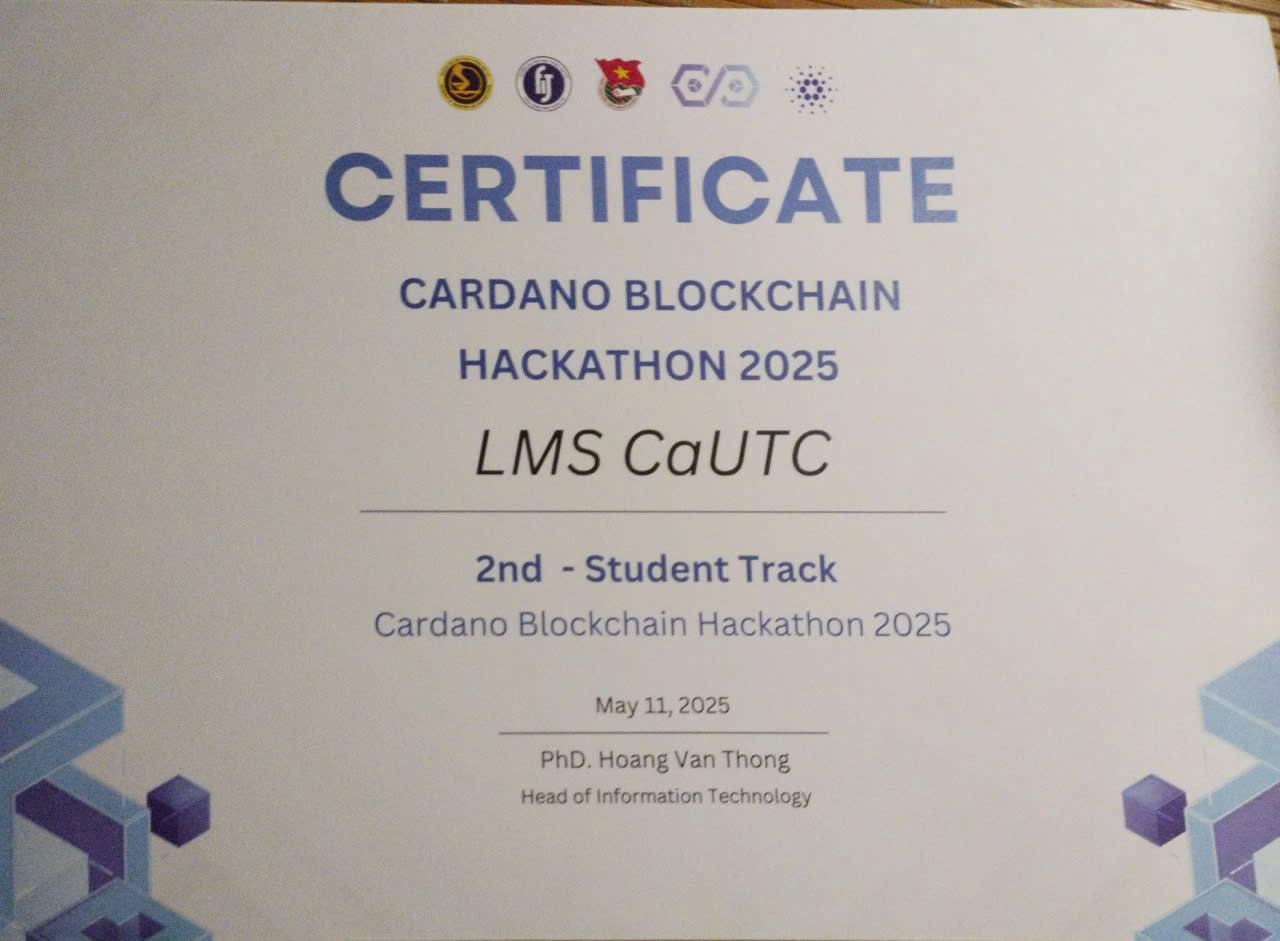 CERTIFICATE
CARDANO BLOCKCHAIN
HACKATHON 2025
LMS CaUTC
2nd - Student Track
Cardano Blockchain Hackathon 2025
May 11, 2025
PhD. Hoang Van Thong
Head of Information Technology